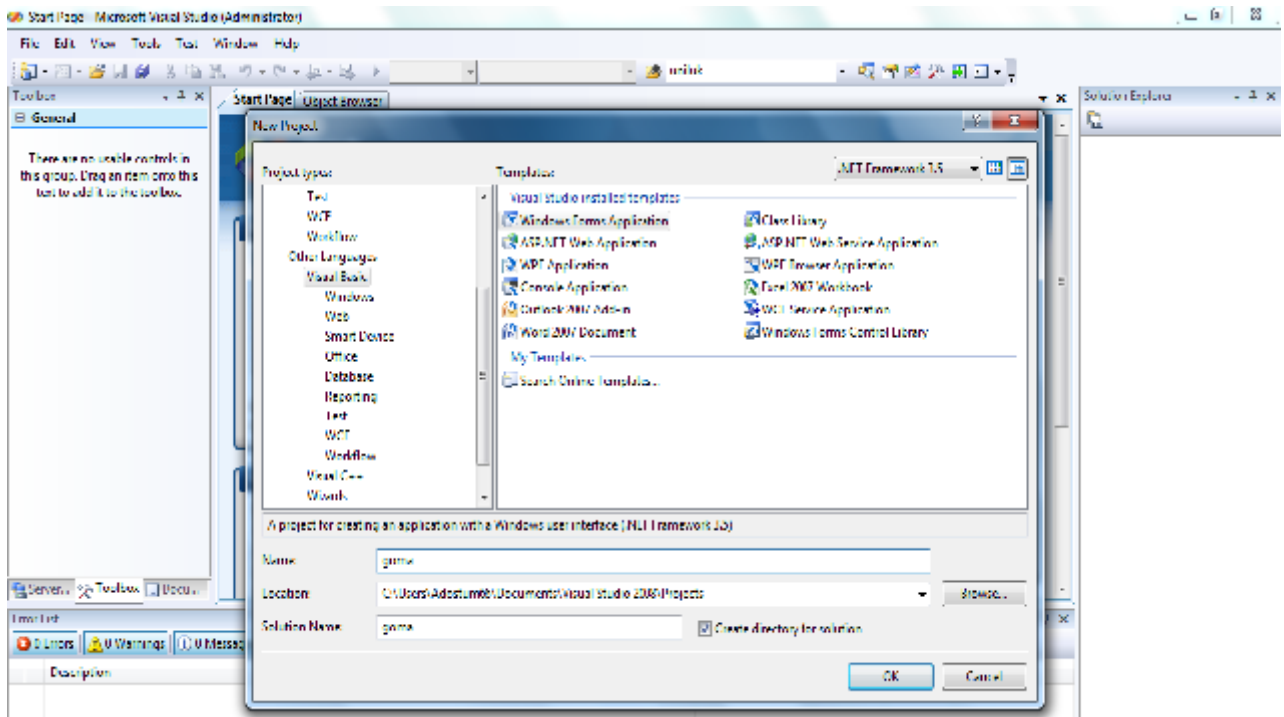 Start Page - Microsoft Visual Studio (Administrator)
File Edit View Tools Test Window Help
uniluk
Toolbox
General
There are no usable controls in
this group. Drag an item onto this
text to add it to the toolbox.
Start Page Object Browser
Solution Explorer
New Project
Project types:
Test
WCF
Workflow
Other Languages
Visual Basic
Windows
Web
Smart Device
Office
Database
Reporting
Test
WCF
Workflow
Visual C++
Wizards
Templates:
.NET Framework 3.5
Visual Studio installed templates
Windows Forms Application
Class Library
ASP.NET Web Application
ASP.NET Web Service Application
WPF Application
WPF Browser Application
Console Application
Excel 2007 Workbook
Outlook 2007 Add-in
WCF Service Application
Word 2007 Document
Windows Forms Control Library
My Templates
Search Online Templates...
A project for creating an application with a Windows user interface (.NET Framework 3.5)
Name: goma
Location: C:\Users\Adostumt6\Documents\Visual Studio 2008\Projects
Browse...
Solution Name: goma
Create directory for solution
OK Cancel
Server... Toolbox Docu...
Error List
0 Errors 0 Warnings 0 Messag
Description